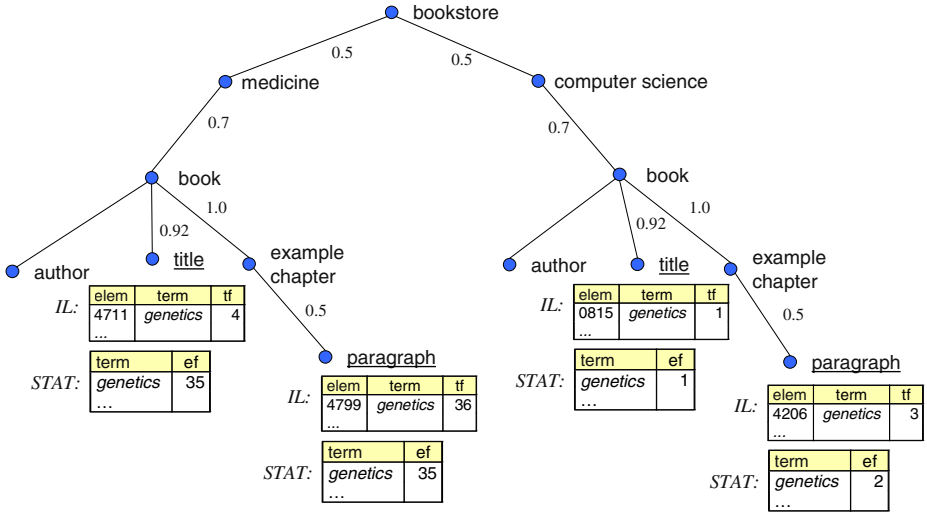 bookstore
0.5
0.5
medicine
computer science
0.7
0.7
book
book
1.0
1.0
0.92
0.92
author
title
example
chapter
author
title
example
chapter
IL:
elem term tf
4711 genetics 4
...
IL:
elem term tf
0815 genetics 1
...
0.5
0.5
STAT:
term ef
genetics 35
...
STAT:
term ef
genetics 1
...
paragraph
paragraph
IL:
elem term tf
4799 genetics 36
...
IL:
elem term tf
4206 genetics 3
...
STAT:
term ef
genetics 35
...
STAT:
term ef
genetics 2
...